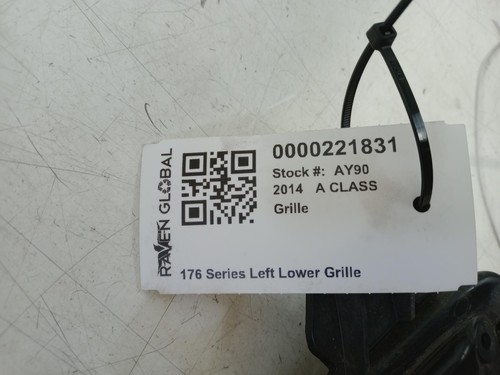 RAVEN GLOBAL
0000221831
Stock #: AY90
2014 A CLASS
Grille
176 Series Left Lower Grille